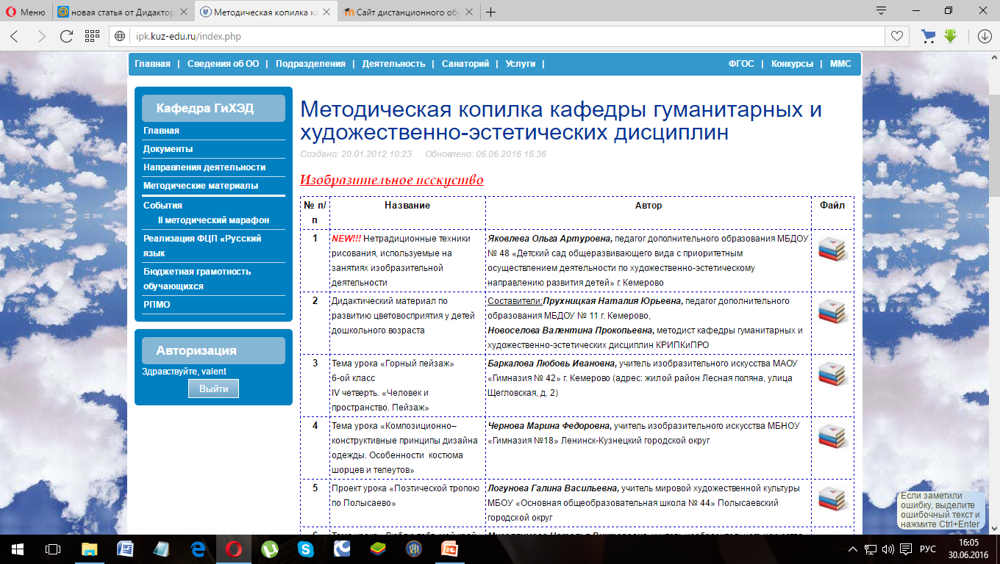 Меню
новая статья от Дидактор
Методическая копилка ка
Сайт дистанционного обу
ipk.kuz-edu.ru/index.php
Главная | Сведения об ОО | Подразделения | Деятельность | Санаторий | Услуги |
ФГОС | Конкурсы | ММС
Кафедра ГиХЭД
Главная
Документы
Направления деятельности
Методические материалы
События
II методический марафон
Реализация ФЦП «Русский
язык
Бюджетная грамотность
обучающихся
РПМО
Авторизация
Здравствуйте, valent
Выйти
Методическая копилка кафедры гуманитарных и
художественно-эстетических дисциплин
Создано: 20.01.2012 10:23 Обновлено: 06.06.2016 16:36
Изобразительное исскуство
№ п/
п
Название
Автор
Файл
1
NEW!!! Нетрадиционные техники
рисования, используемые на
занятиях изобразительной
деятельности
Яковлева Ольга Артуровна, педагог дополнительного образования МБДОУ
№ 48 «Детский сад общеразвивающего вида с приоритетным
осуществлением деятельности по художественно-эстетическому
направлению развития детей» г. Кемерово
2
Дидактический материал по
развитию цветовосприятия у детей
дошкольного возраста
Составители:Прухницкая Наталия Юрьевна, педагог дополнительного
образования МБДОУ № 11 г. Кемерово,
Новоселова Валентина Прокопьевна, методист кафедры гуманитарных и
художественно-эстетических дисциплин КРИПКиПРО
3
Тема урока «Горный пейзаж»
6-ой класс
IV четверть. «Человек и
пространство. Пейзаж»
Баркалова Любовь Ивановна, учитель изобразительного искусства МАОУ
«Гимназия № 42» г. Кемерово (адрес: жилой район Лесная поляна, улица
Щегловская, д. 2)
4
Тема урока «Композиционно–
конструктивные принципы дизайна
одежды. Особенности костюма
шорцев и телеутов»
Чернова Марина Федоровна, учитель изобразительного искусства МБНОУ
«Гимназия №18» Ленинск-Кузнецкий городской округ
5
Проект урока «Поэтической тропою
по Полысаево»
Логунова Галина Васильевна, учитель мировой художественной культуры
МБОУ «Основная общеобразовательная школа № 44» Полысаевский
городской округ
Если заметили
ошибку, выделите
ошибочный текст и
нажмите Ctrl+Enter
РУС
16:05
30.06.2016